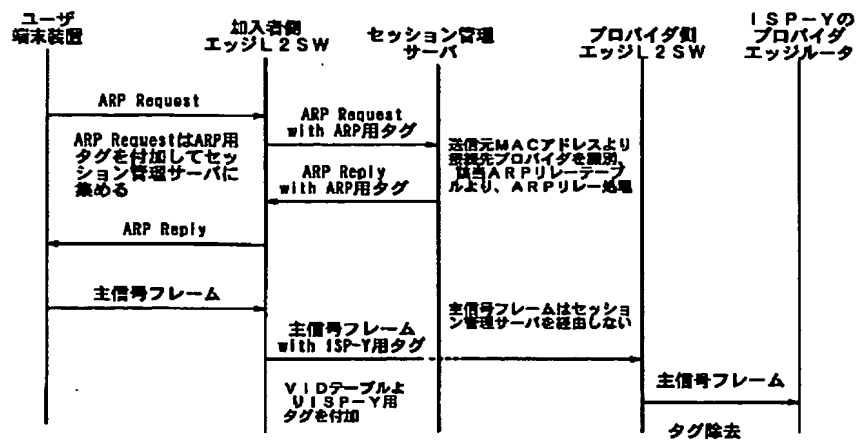 ユーザ
端末装置
加入者側
エッジL2SW
セッション管理
サーバ
プロバイダ側
エッジL2SW
ISP-Yの
プロバイダ
エッジルータ
ARP Request
ARP Request
with ARP用タグ
ARP RequestはARP用
タグを付加してセッ
ション管理サーバに
集める
送信元MACアドレスより
接続先プロバイダを識別、
該当ARPリレーテーブ
ルより、ARPリレー処理
ARP Reply
with ARP用タグ
ARP Reply
主信号フレーム
主信号フレームはセッショ
ン管理サーバを経由しない
主信号フレーム
with ISP-Y用タグ
VIDテーブルよ
りISP-Y用
タグを付加
主信号フレーム
タグ除去